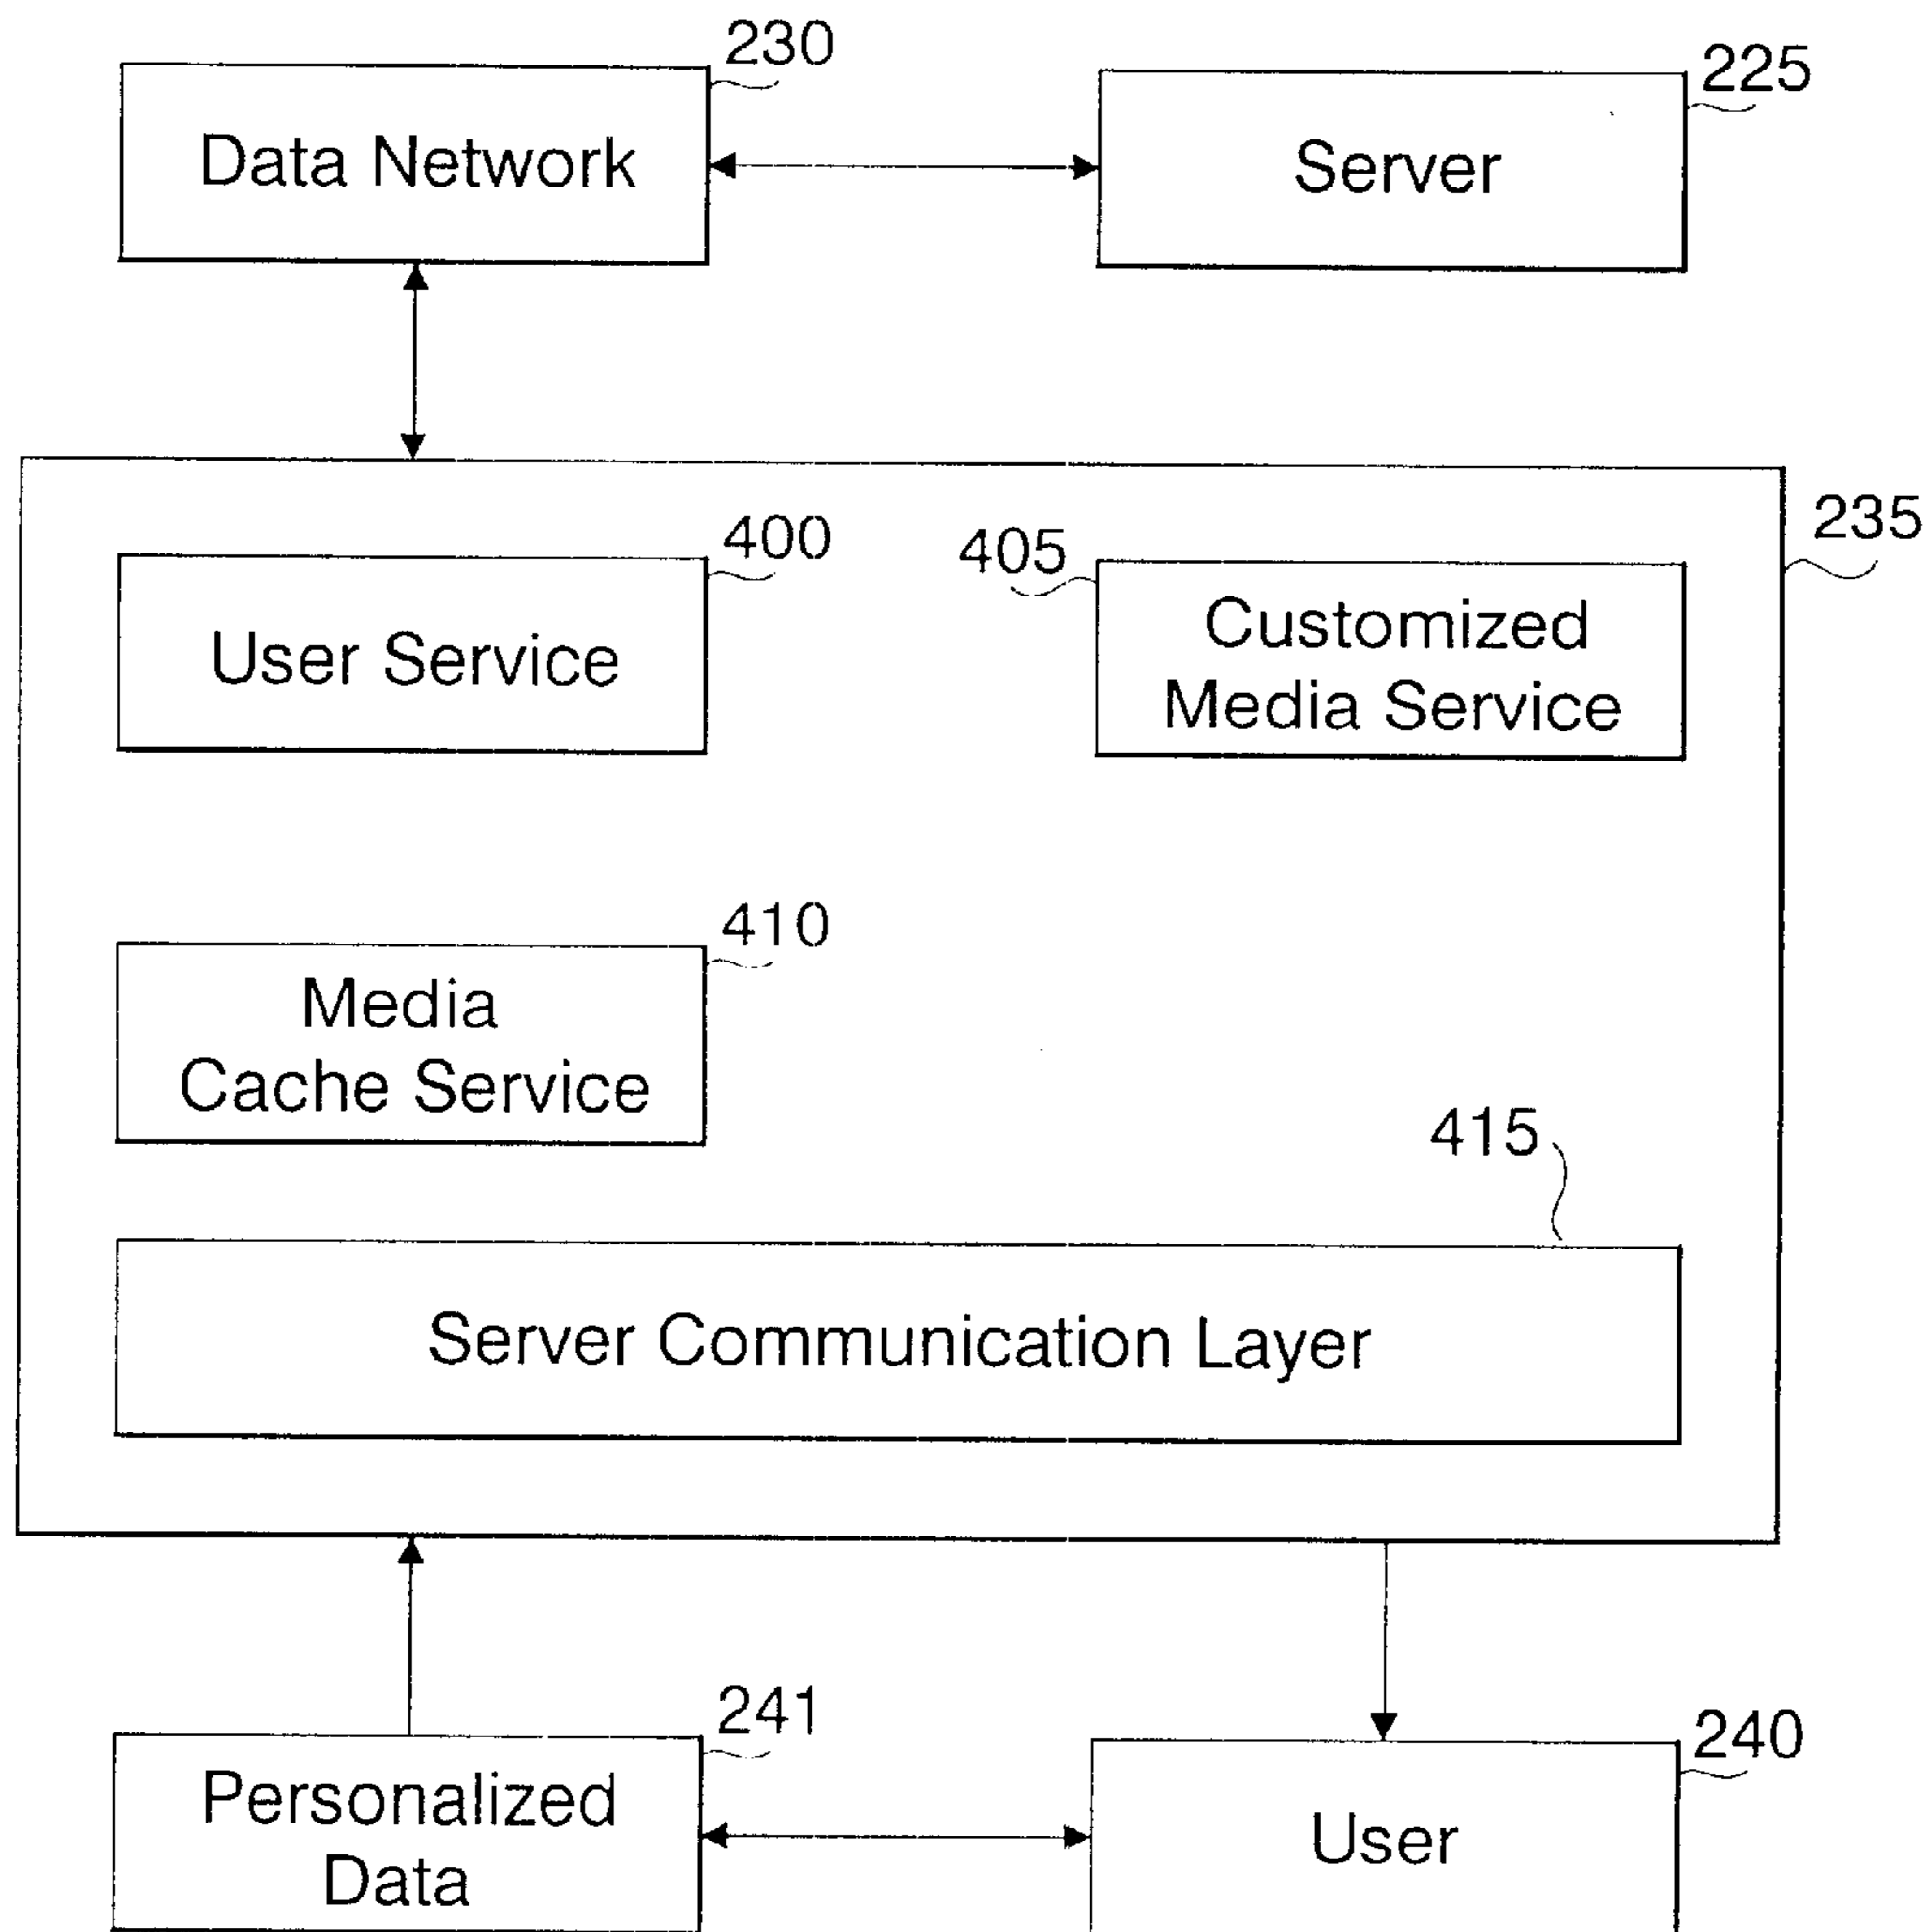 230
225
Data Network
Server
235
400
405
User Service
Customized
Media Service
410
Media
Cache Service
415
Server Communication Layer
241
240
Personalized
Data
User